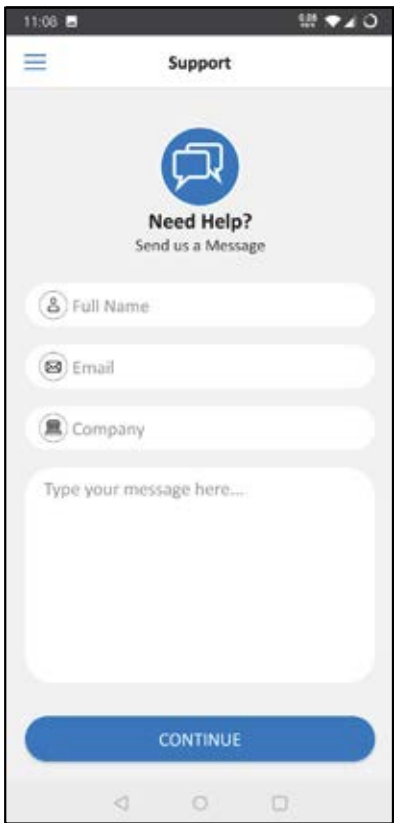 11:06
Support
Need Help?
Send us a Message
Full Name
Email
Company
Type your message here...
CONTINUE